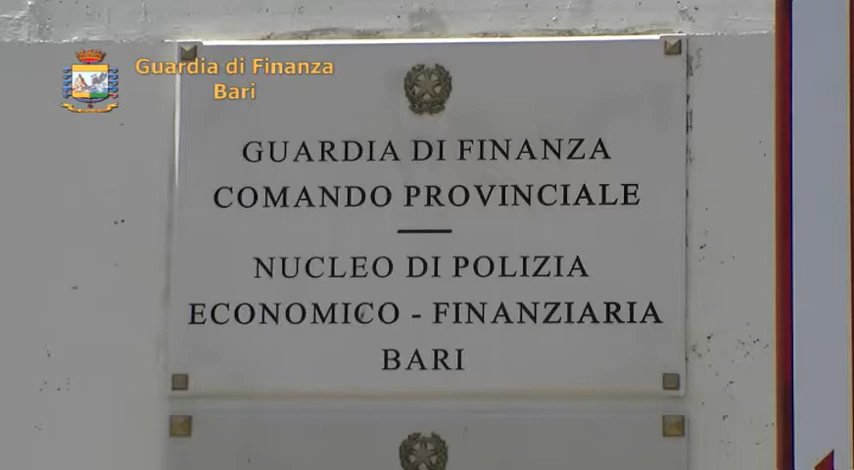 Guardia di Finanza
Bari
GUARDIA DI FINANZA
COMANDO PROVINCIALE
NUCLEO DI POLIZIA
ECONOMICO - FINANZIARIA
BARI